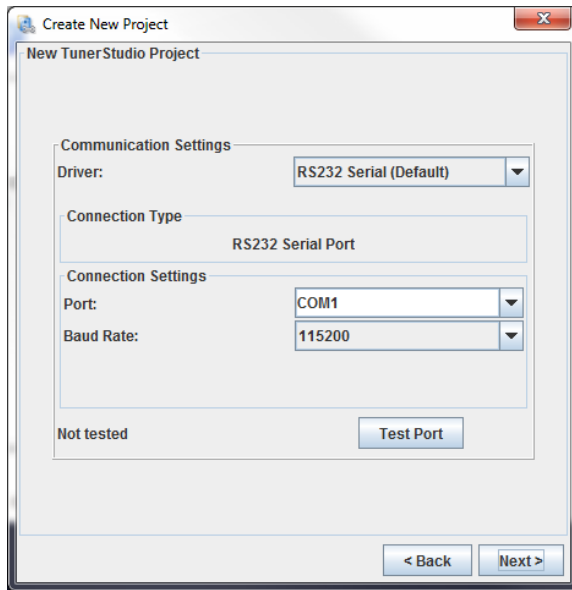 Create New Project
New TunerStudio Project
Communication Settings
Driver: RS232 Serial (Default)
Connection Type
RS232 Serial Port
Connection Settings
Port: COM1
Baud Rate: 115200
Not tested Test Port
< Back Next >